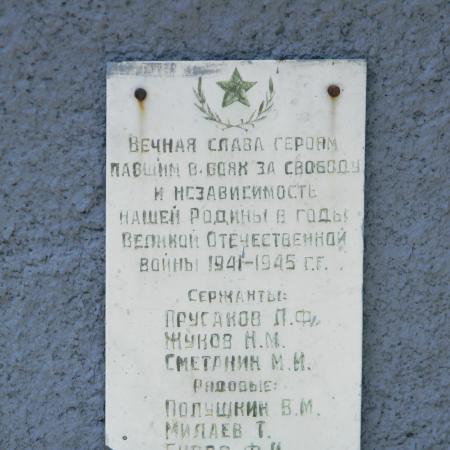 Вечная слава героям
павшим в боях за свободу
и независимость
нашей Родины в годы
Великой Отечественной
войны 1941-1945 г.г.
Сержанты:
Прусаков Л.Ф.
Жуков Н.М.
Сметанин М.И.
Рядовые:
Полушкин В.М.
Милаев Т.